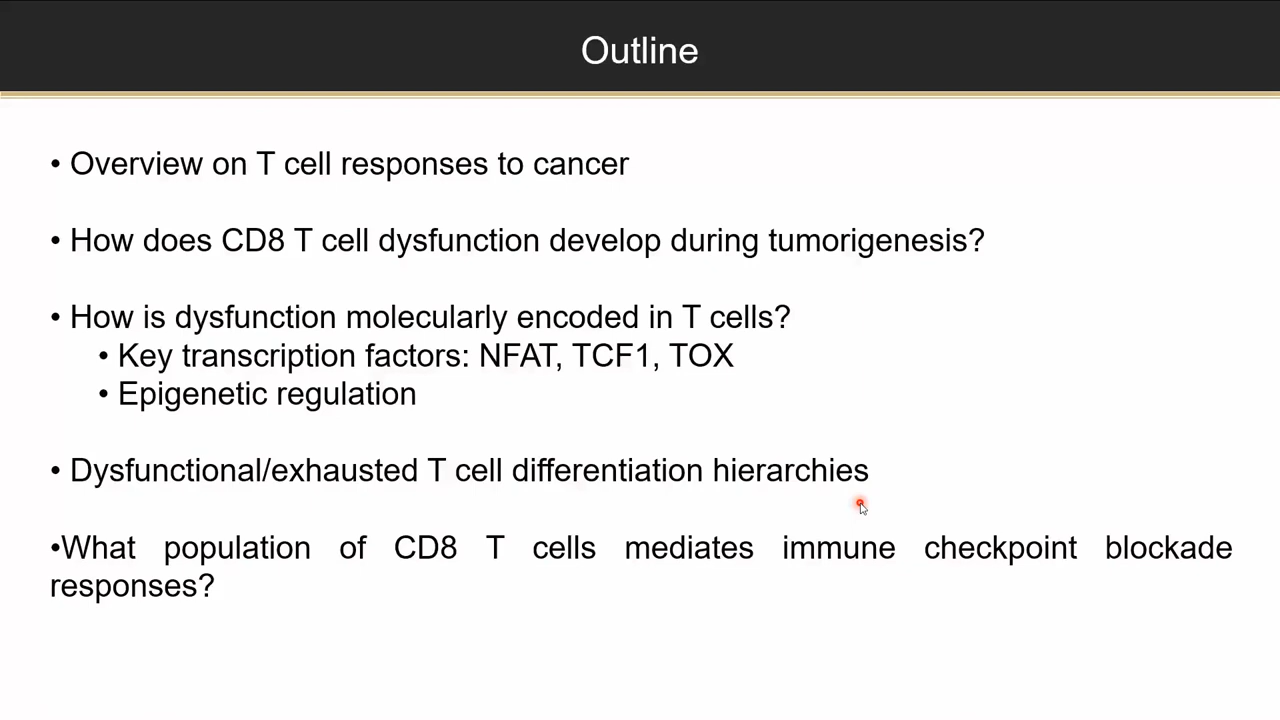 Outline
• Overview on T cell responses to cancer
• How does CD8 T cell dysfunction develop during tumorigenesis?
• How is dysfunction molecularly encoded in T cells?
• Key transcription factors: NFAT, TCF1, TOX
• Epigenetic regulation
• Dysfunctional/exhausted T cell differentiation hierarchies
•What population of CD8 T cells mediates immune checkpoint blockade
responses?